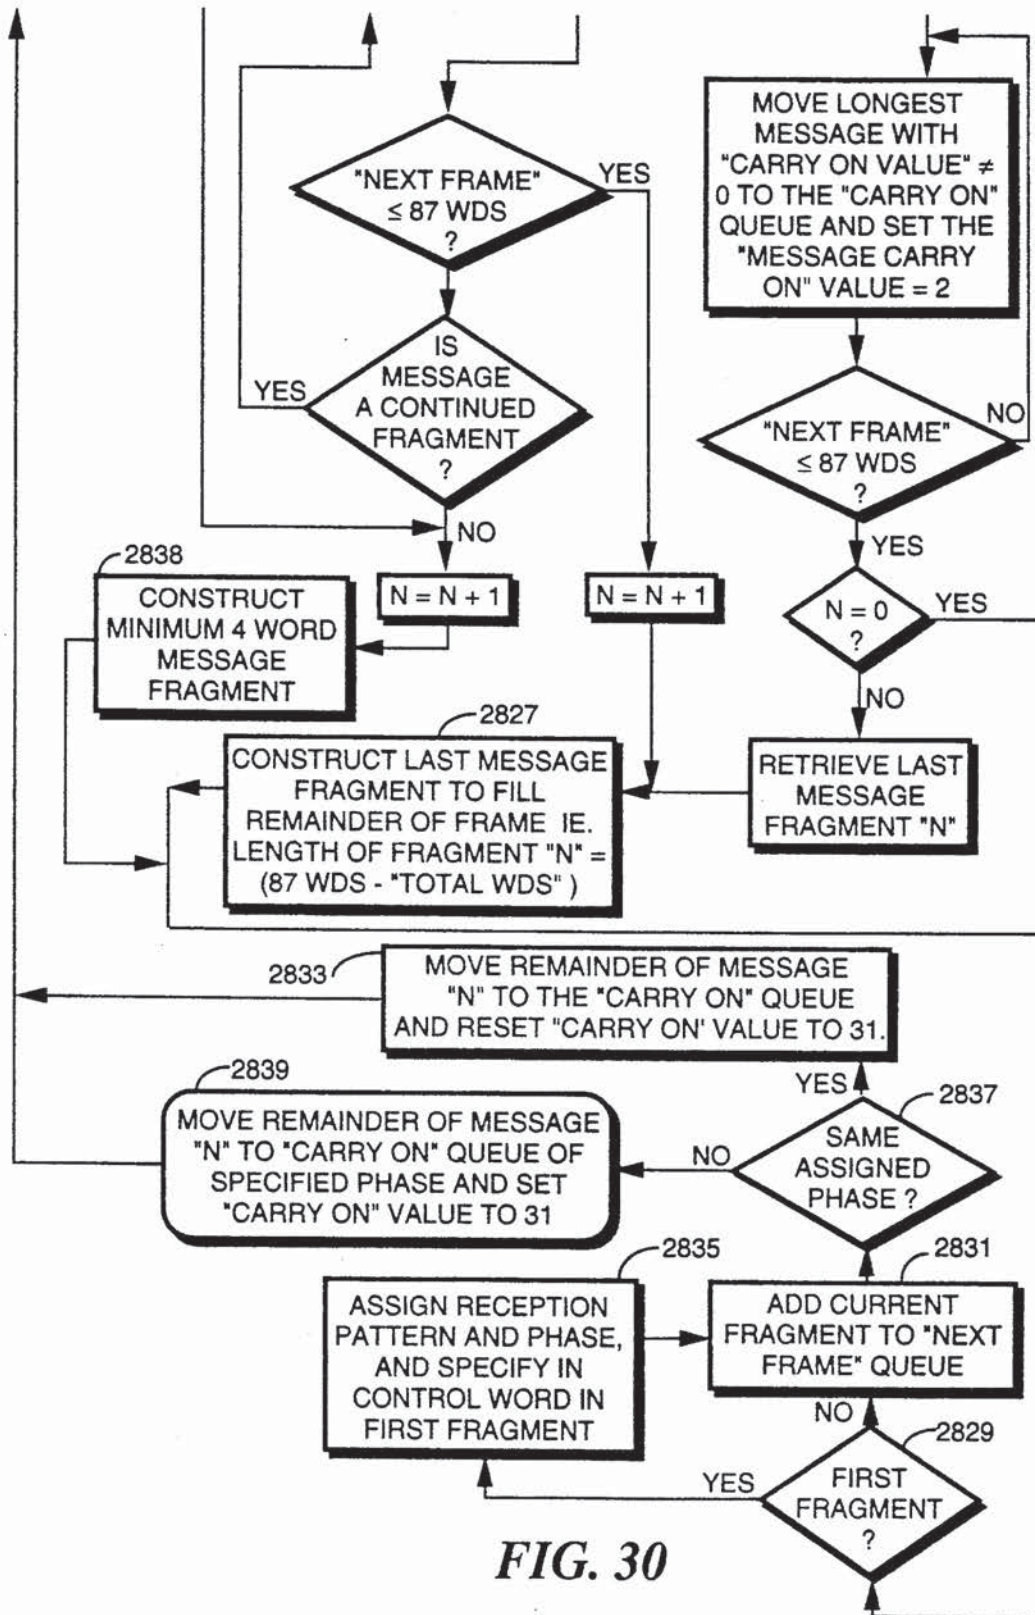 "NEXT FRAME"
≤ 87 WDS
?
YES
IS
MESSAGE
A CONTINUED
FRAGMENT
?
YES
NO
MOVE LONGEST
MESSAGE WITH
"CARRY ON VALUE" ≠
0 TO THE "CARRY ON"
QUEUE AND SET THE
"MESSAGE CARRY
ON" VALUE = 2
"NEXT FRAME"
≤ 87 WDS
?
NO
YES
2838
CONSTRUCT
MINIMUM 4 WORD
MESSAGE
FRAGMENT
N = N + 1
N = N + 1
N = 0
?
YES
NO
2827
CONSTRUCT LAST MESSAGE
FRAGMENT TO FILL
REMAINDER OF FRAME IE.
LENGTH OF FRAGMENT "N" =
(87 WDS - "TOTAL WDS" )
RETRIEVE LAST
MESSAGE
FRAGMENT "N"
2833
MOVE REMAINDER OF MESSAGE
"N" TO THE "CARRY ON" QUEUE
AND RESET "CARRY ON' VALUE TO 31.
YES
2839
MOVE REMAINDER OF MESSAGE
"N" TO "CARRY ON" QUEUE OF
SPECIFIED PHASE AND SET
"CARRY ON" VALUE TO 31
NO
2837
SAME
ASSIGNED
PHASE ?
2835
ASSIGN RECEPTION
PATTERN AND PHASE,
AND SPECIFY IN
CONTROL WORD IN
FIRST FRAGMENT
2831
ADD CURRENT
FRAGMENT TO "NEXT
FRAME" QUEUE
NO
2829
YES
FIRST
FRAGMENT
?
FIG. 30